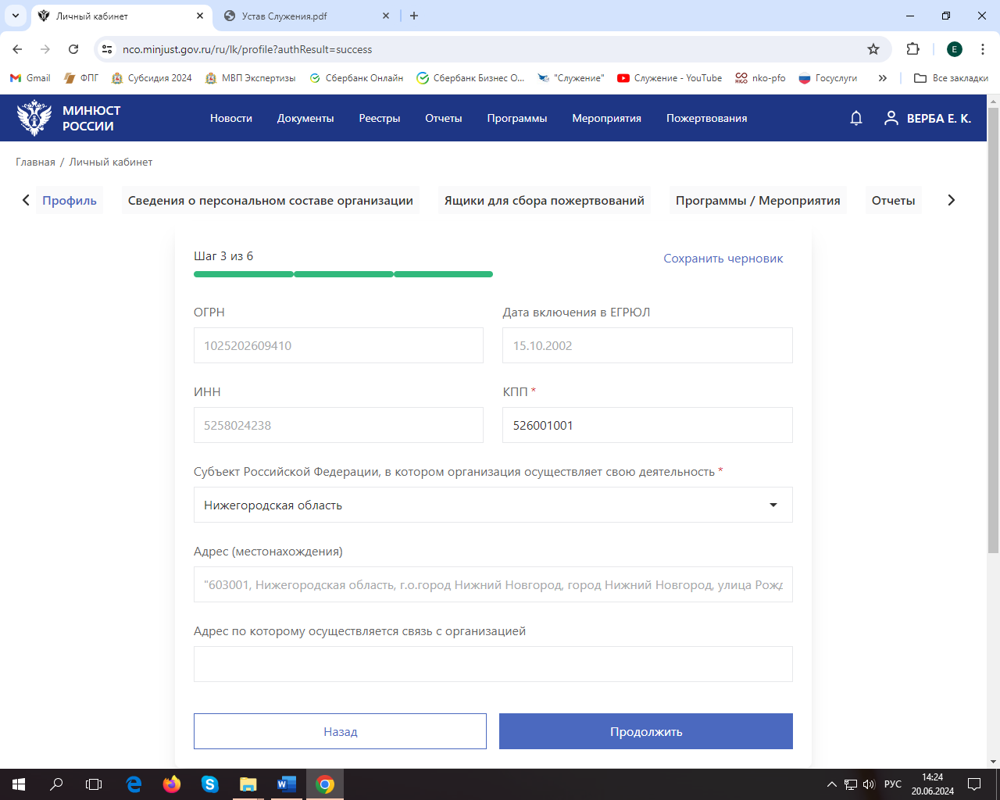 Личный кабинет
Устав Служения.pdf
nco.minjust.gov.ru/ru/lk/profile?authResult=success
E
Gmail
ФПГ
Субсидия 2024
МВП Экспертизы
Сбербанк Онлайн
Сбербанк Бизнес О...
"Служение"
Служение - YouTube
nko-pfo
Госуслуги
Все закладки
МИНЮСТ
РОССИИ
Новости
Документы
Реестры
Отчеты
Программы
Мероприятия
Пожертвования
ВЕРБА Е. К.
Главная / Личный кабинет
Профиль
Сведения о персональном составе организации
Ящики для сбора пожертвований
Программы / Мероприятия
Отчеты
Шаг 3 из 6
Сохранить черновик
ОГРН
Дата включения в ЕГРЮЛ
1025202609410
15.10.2002
ИНН
КПП *
5258024238
526001001
Субъект Российской Федерации, в котором организация осуществляет свою деятельность *
Нижегородская область
Адрес (местонахождения)
"603001, Нижегородская область, г.о.город Нижний Новгород, город Нижний Новгород, улица Рожд
Адрес по которому осуществляется связь с организацией
Назад
Продолжить
РУС
14:24
20.06.2024